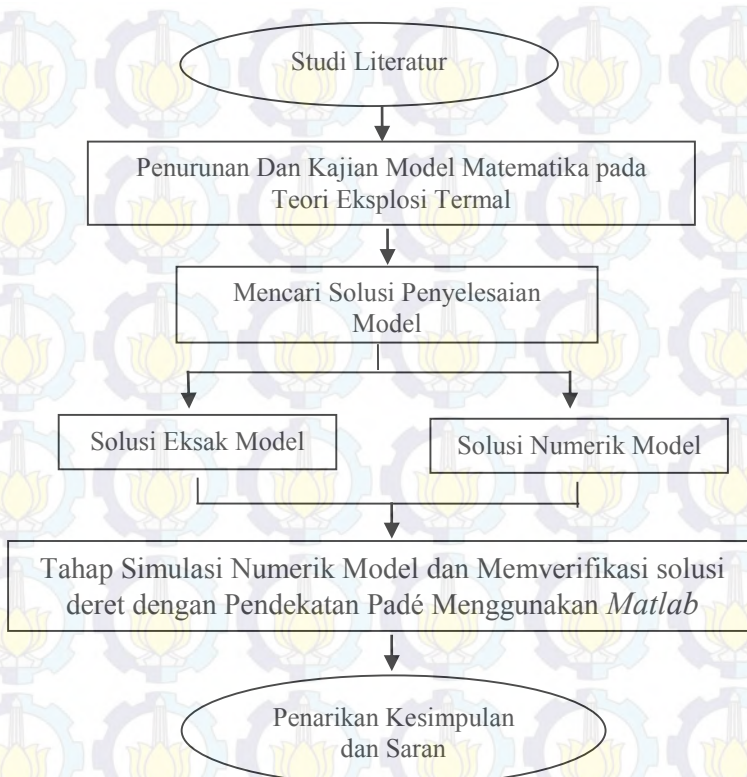 Studi Literatur
Penurunan Dan Kajian Model Matematika pada
Teori Eksplosi Termal
Mencari Solusi Penyelesaian
Model
Solusi Eksak Model
Solusi Numerik Model
Tahap Simulasi Numerik Model dan Memverifikasi solusi
deret dengan Pendekatan Padé Menggunakan Matlab
Penarikan Kesimpulan
dan Saran